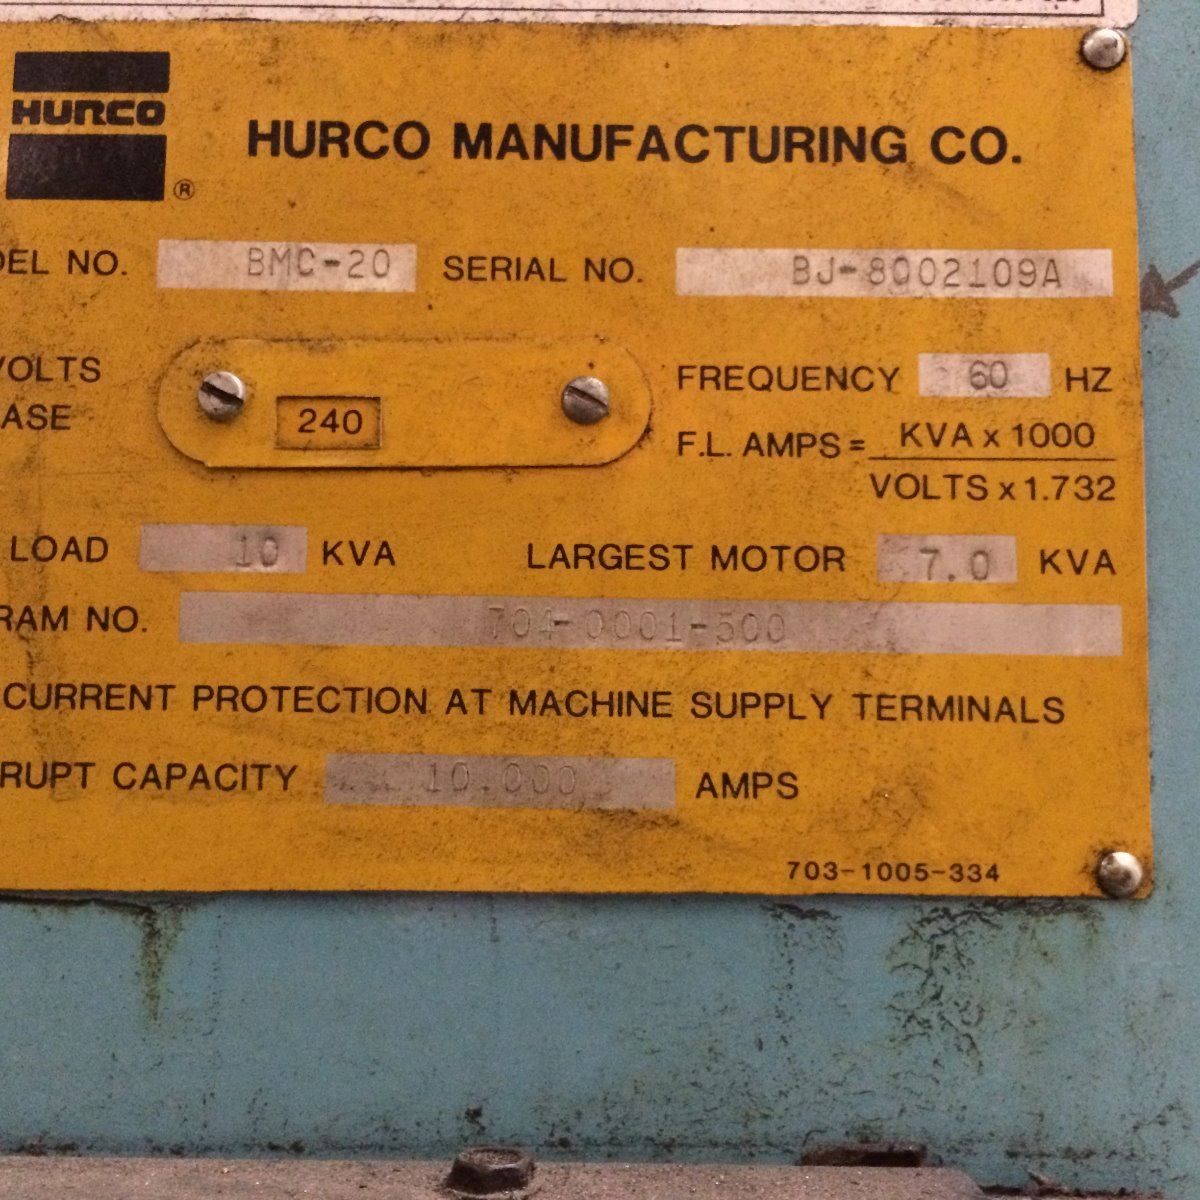 HURCO
®
HURCO MANUFACTURING CO.
DEL NO. BMC-20 SERIAL NO. BJ-8002109A
VOLTS
ASE
240
FREQUENCY 60 HZ
F.L. AMPS = KVA x 1000
VOLTS x 1.732
LOAD 10 KVA LARGEST MOTOR 7.0 KVA
RAM NO. 704-0001-500
CURRENT PROTECTION AT MACHINE SUPPLY TERMINALS
RUPT CAPACITY 10.000 AMPS
703-1005-334